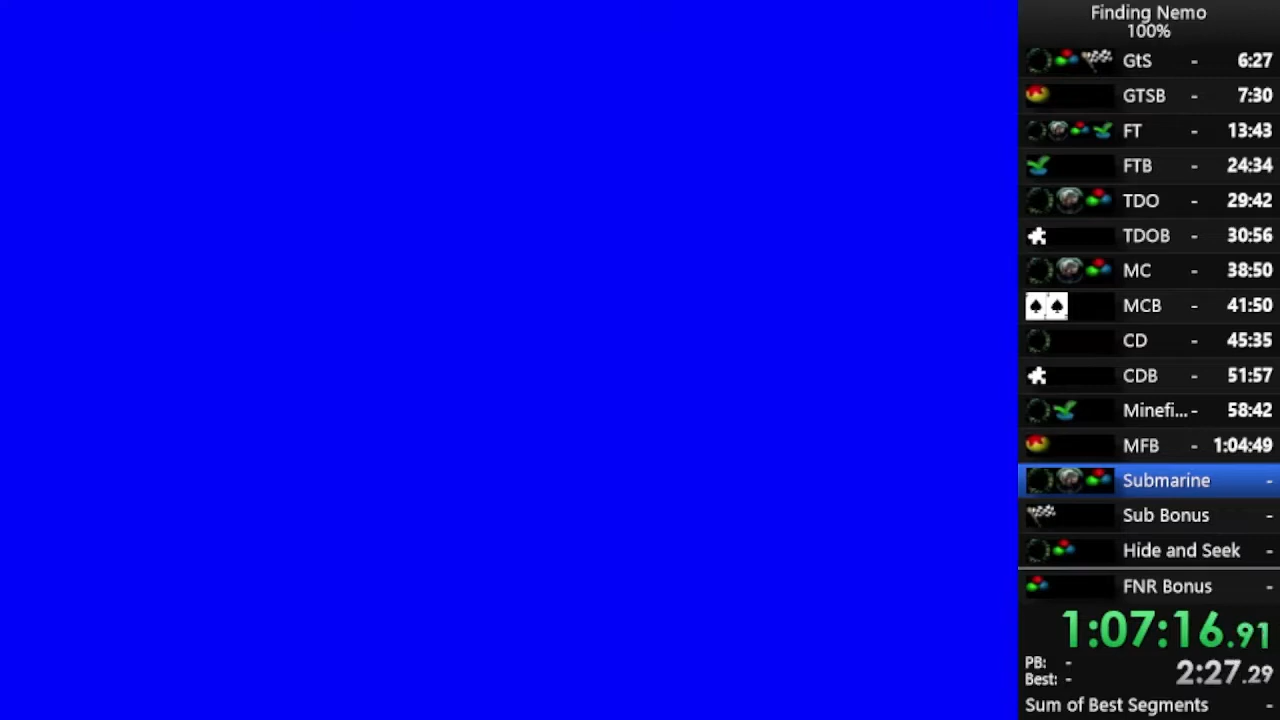 Finding Nemo
100%
GtS - 6:27
GTSB - 7:30
FT - 13:43
FTB - 24:34
TDO - 29:42
TDOB - 30:56
MC - 38:50
MCB - 41:50
CD - 45:35
CDB - 51:57
Minefi... - 58:42
MFB - 1:04:49
Submarine -
Sub Bonus -
Hide and Seek -
FNR Bonus -
1:07:16.91
PB: -
Best: - 2:27.29
Sum of Best Segments -